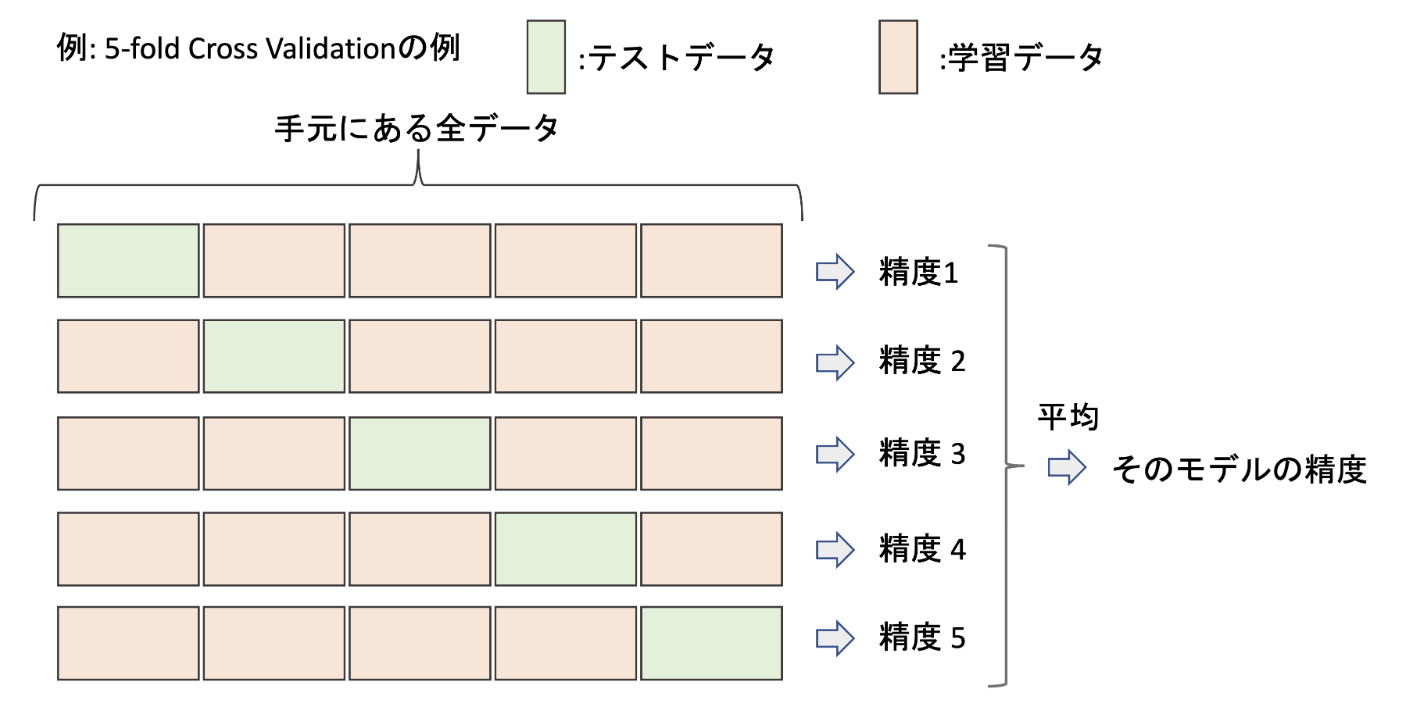 例: 5-fold Cross Validationの例
:テストデータ
:学習データ
手元にある全データ
精度1
精度 2
精度 3
精度 4
精度 5
平均
そのモデルの精度